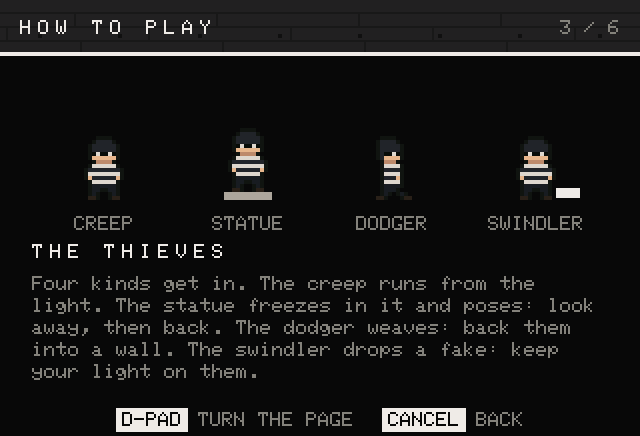 HOW TO PLAY 3/6
CREEP STATUE DODGER SWINDLER
THE THIEVES
Four kinds get in. The creep runs from the
light. The statue freezes in it and poses: look
away, then back. The dodger weaves: back them
into a wall. The swindler drops a fake: keep
your light on them.
D-PAD TURN THE PAGE CANCEL BACK